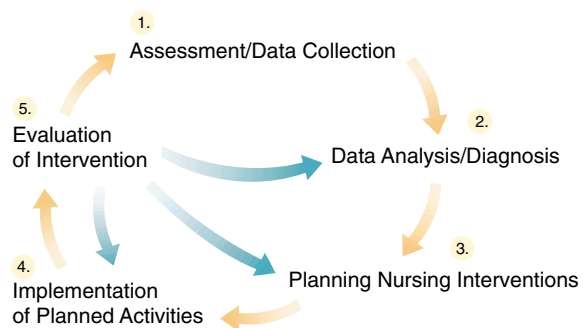 1.
Assessment/Data Collection
2.
Data Analysis/Diagnosis
3.
Planning Nursing Interventions
4.
Implementation
of Planned Activities
5.
Evaluation
of Intervention